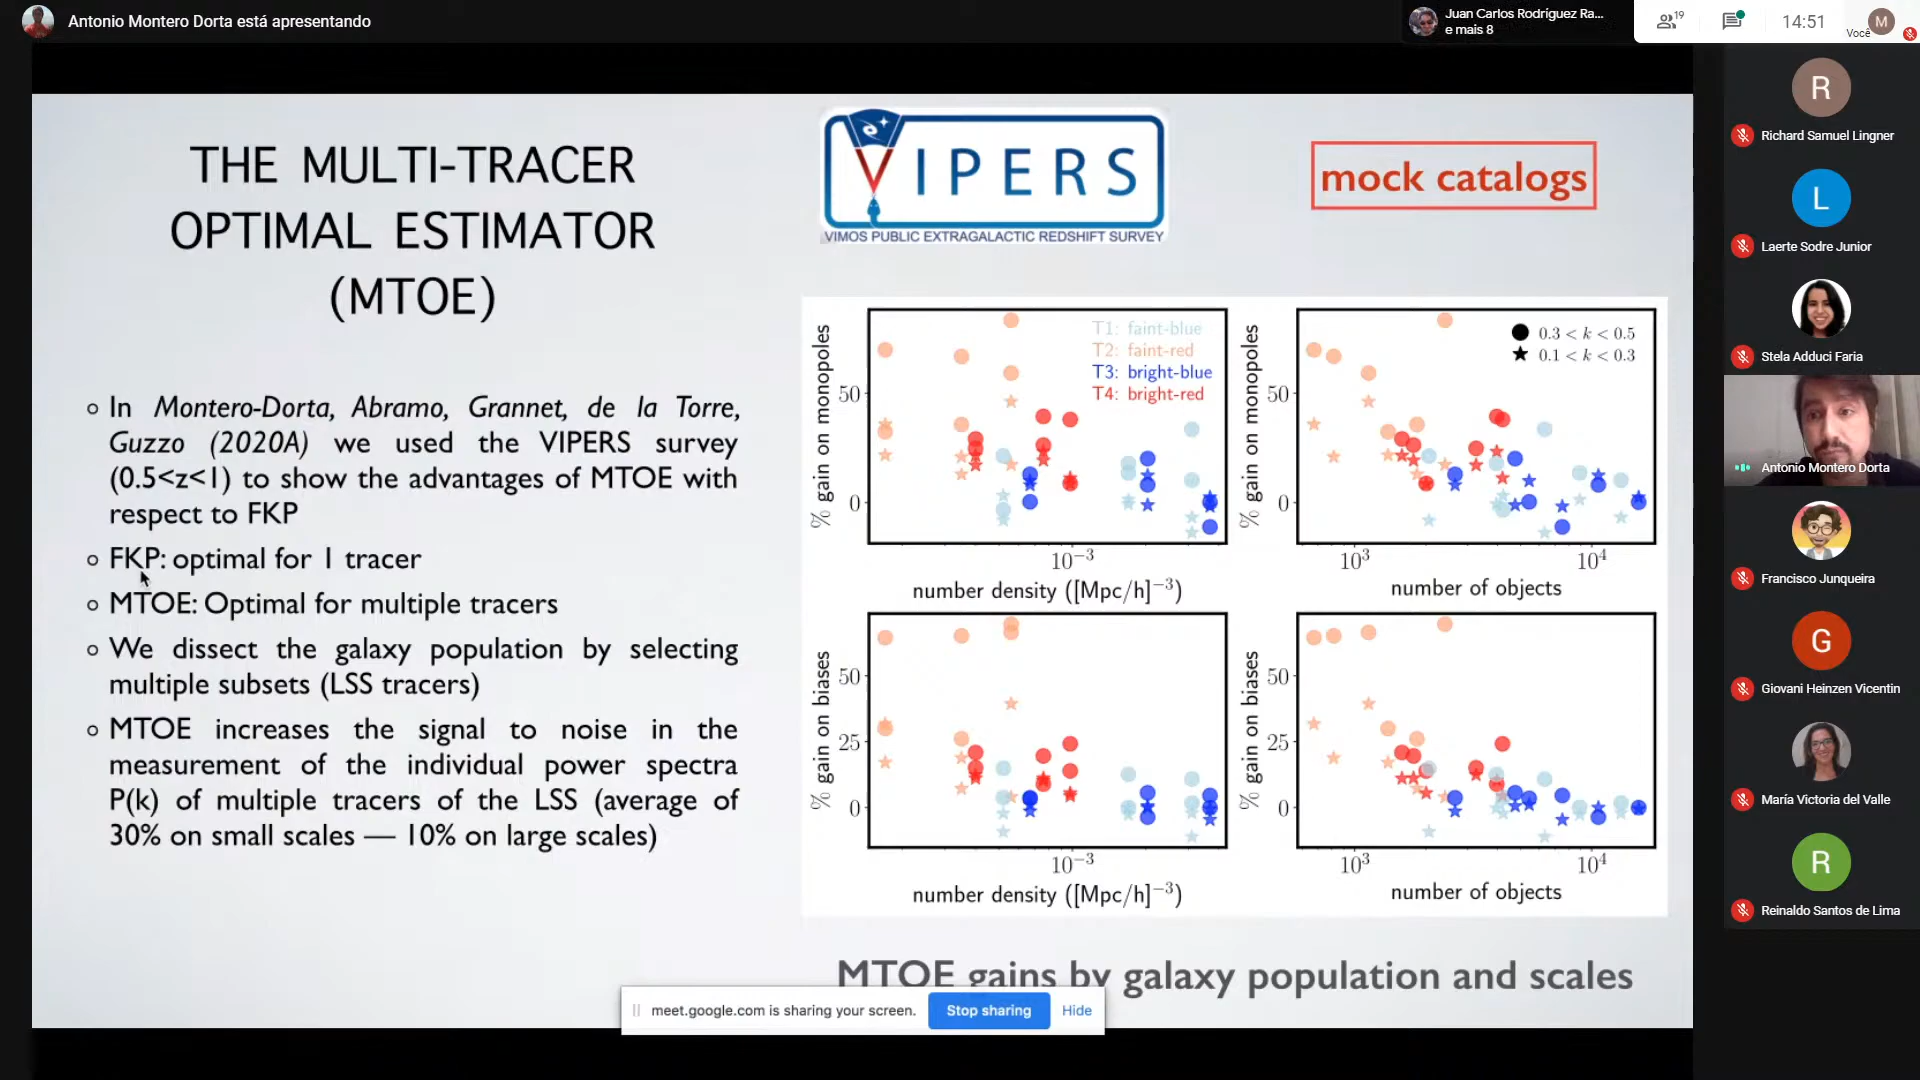 Antonio Montero Dorta está apresentando
Juan Carlos Rodríguez Ra...
e mais 8
19
14:51
Você
M
THE MULTI-TRACER
OPTIMAL ESTIMATOR
(MTOE)
In Montero-Dorta, Abramo, Grannet, de la Torre,
Guzzo (2020A) we used the VIPERS survey
(0.5<z<1) to show the advantages of MTOE with
respect to FKP
FKP: optimal for 1 tracer
MTOE: Optimal for multiple tracers
We dissect the galaxy population by selecting
multiple subsets (LSS tracers)
MTOE increases the signal to noise in the
measurement of the individual power spectra
P(k) of multiple tracers of the LSS (average of
30% on small scales — 10% on large scales)
VIPERS
VIMOS PUBLIC EXTRAGALACTIC REDSHIFT SURVEY
mock catalogs
% gain on monopoles
50
0
T1: faint-blue
T2: faint-red
T3: bright-blue
T4: bright-red
10⁻³
number density ([Mpc/h]⁻³)
% gain on monopoles
50
0
0.3 < k < 0.5
0.1 < k < 0.3
10³
10⁴
number of objects
% gain on biases
50
25
0
10⁻³
number density ([Mpc/h]⁻³)
% gain on biases
50
25
0
10³
10⁴
number of objects
MTOE gains by galaxy population and scales
meet.google.com is sharing your screen.
Stop sharing
Hide
R
Richard Samuel Lingner
L
Laerte Sodre Junior
Stela Adduci Faria
Antonio Montero Dorta
Francisco Junqueira
G
Giovani Heinzen Vicentin
María Victoria del Valle
R
Reinaldo Santos de Lima